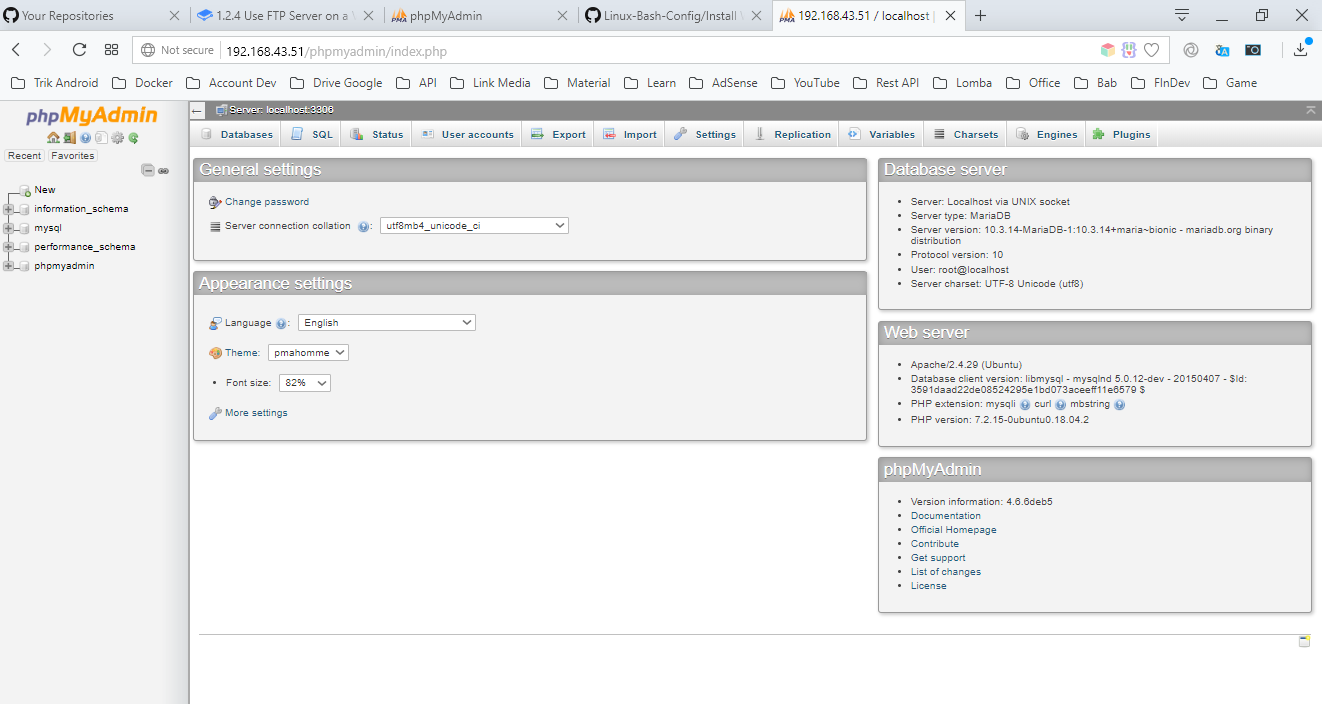 Your Repositories
1.2.4 Use FTP Server on a
phpMyAdmin
Linux-Bash-Config/Install
192.168.43.51 / localhost |
Not secure
192.168.43.51/phpmyadmin/index.php
Trik Android
Docker
Account Dev
Drive Google
API
Link Media
Material
Learn
AdSense
YouTube
Rest API
Lomba
Office
Bab
FInDev
Game
phpMyAdmin
Recent
Favorites
New
information_schema
mysql
performance_schema
phpmyadmin
Server: localhost:3306
Databases
SQL
Status
User accounts
Export
Import
Settings
Replication
Variables
Charsets
Engines
Plugins
General settings
Change password
Server connection collation : utf8mb4_unicode_ci
Appearance settings
Language : English
Theme: pmahomme
• Font size: 82%
More settings
Database server
• Server: Localhost via UNIX socket
• Server type: MariaDB
• Server version: 10.3.14-MariaDB-1:10.3.14+maria~bionic - mariadb.org binary
distribution
• Protocol version: 10
• User: root@localhost
• Server charset: UTF-8 Unicode (utf8)
Web server
• Apache/2.4.29 (Ubuntu)
• Database client version: libmysql - mysqlnd 5.0.12-dev - 20150407 - $Id:
3591daad22de08524295e1bd073aceeff11e6579 $
• PHP extension: mysqli curl mbstring
• PHP version: 7.2.15-0ubuntu0.18.04.2
phpMyAdmin
• Version information: 4.6.6deb5
• Documentation
• Official Homepage
• Contribute
• Get support
• List of changes
• License